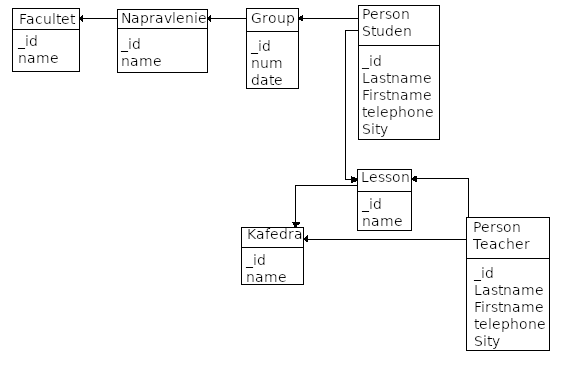 Facultet
_id
name
Napravlenie
_id
name
Group
_id
num
date
Person
Studen
_id
Lastname
Firstname
telephone
Sity
Lesson
_id
name
Kafedra
_id
name
Person
Teacher
_id
Lastname
Firstname
telephone
Sity